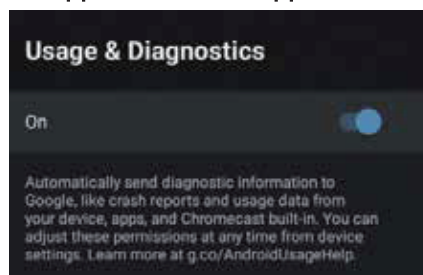 Usage & Diagnostics
On
Automatically send diagnostic information to
Google, like crash reports and usage data from
your device, apps, and Chromecast built-in. You can
adjust these permissions at any time from device
settings. Learn more at g.co/AndroidUsageHelp.